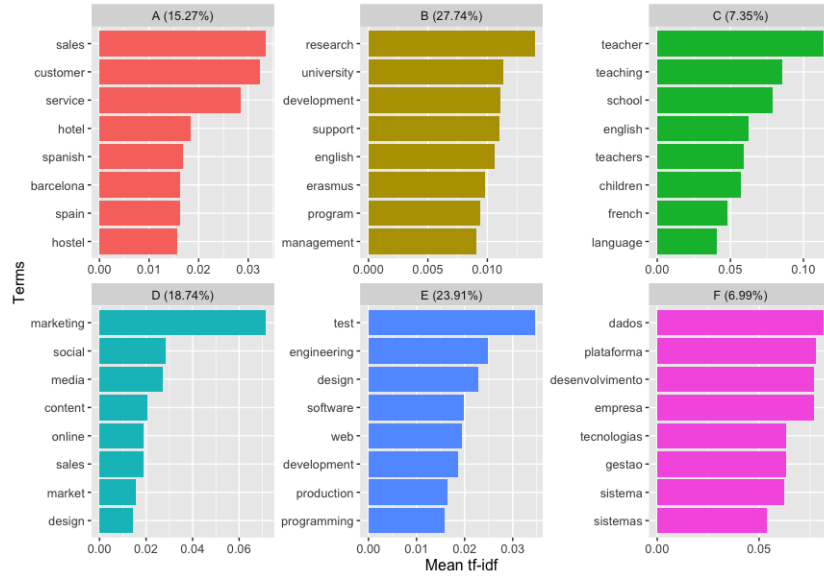 A (15.27%)
sales
customer
service
hotel
spanish
barcelona
spain
hostel
0.00 0.01 0.02 0.03
B (27.74%)
research
university
development
support
english
erasmus
program
management
0.000 0.005 0.010
C (7.35%)
teacher
teaching
school
english
teachers
children
french
language
0.00 0.05 0.10
Terms
D (18.74%)
marketing
social
media
content
online
sales
market
design
0.00 0.02 0.04 0.06
E (23.91%)
test
engineering
design
software
web
development
production
programming
0.00 0.01 0.02 0.03
F (6.99%)
dados
plataforma
desenvolvimento
empresa
tecnologias
gestao
sistema
sistemas
0.00 0.05
Mean tf-idf